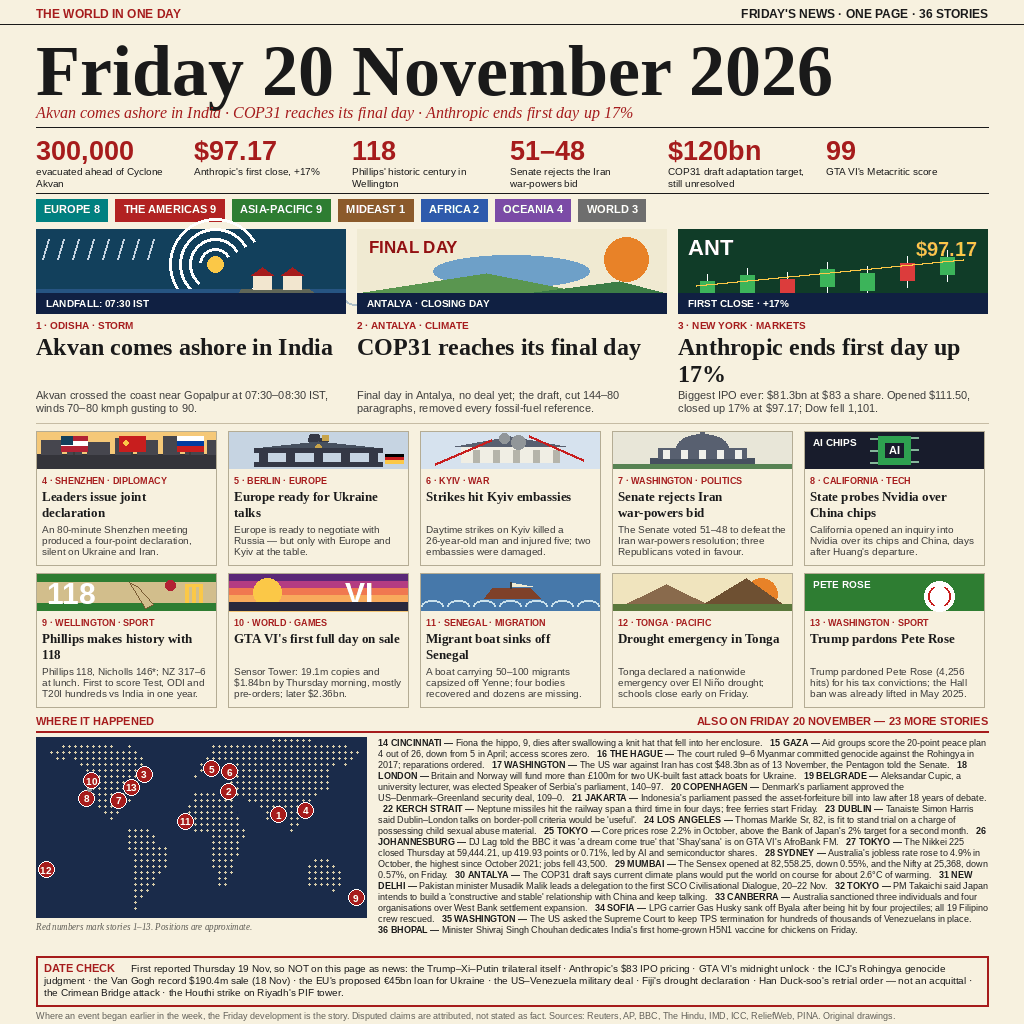 THE WORLD IN ONE DAY
FRIDAY'S NEWS · ONE PAGE · 36 STORIES
Friday 20 November 2026
Akvan comes ashore in India · COP31 reaches its final day · Anthropic ends first day up 17%
300,000
evacuated ahead of Cyclone
Akvan
$97.17
Anthropic's first close, +17%
118
Phillips' historic century in
Wellington
51–48
Senate rejects the Iran
war-powers bid
$120bn
COP31 draft adaptation target,
still unresolved
99
GTA VI's Metacritic score
EUROPE 8
THE AMERICAS 9
ASIA-PACIFIC 9
MIDEAST 1
AFRICA 2
OCEANIA 4
WORLD 3
LANDFALL: 07:30 IST
FINAL DAY
ANTALYA · CLOSING DAY
ANT
$97.17
FIRST CLOSE · +17%
1 · ODISHA · STORM
Akvan comes ashore in India
Akvan crossed the coast near Gopalpur at 07:30–08:30 IST,
winds 70–80 kmph gusting to 90.
2 · ANTALYA · CLIMATE
COP31 reaches its final day
Final day in Antalya, no deal yet; the draft, cut 144–80
paragraphs, removed every fossil-fuel reference.
3 · NEW YORK · MARKETS
Anthropic ends first day up
17%
Biggest IPO ever: $81.3bn at $83 a share. Opened $111.50,
closed up 17% at $97.17; Dow fell 1,101.
4 · SHENZHEN · DIPLOMACY
Leaders issue joint
declaration
An 80-minute Shenzhen meeting
produced a four-point declaration,
silent on Ukraine and Iran.
5 · BERLIN · EUROPE
Europe ready for Ukraine
talks
Europe is ready to negotiate with
Russia — but only with Europe and
Kyiv at the table.
6 · KYIV · WAR
Strikes hit Kyiv embassies
Daytime strikes on Kyiv killed a
26-year-old man and injured five; two
embassies were damaged.
7 · WASHINGTON · POLITICS
Senate rejects Iran
war-powers bid
The Senate voted 51–48 to defeat the
Iran war-powers resolution; three
Republicans voted in favour.
AI CHIPS
AI
8 · CALIFORNIA · TECH
State probes Nvidia over
China chips
California opened an inquiry into
Nvidia over its chips and China, days
after Huang's departure.
118
9 · WELLINGTON · SPORT
Phillips makes history with
118
Phillips 118, Nicholls 146*; NZ 317–6
at lunch. First to score Test, ODI and
T20I hundreds vs India in one year.
VI
10 · WORLD · GAMES
GTA VI's first full day on sale
Sensor Tower: 19.1m copies and
$1.84bn by Thursday morning, mostly
pre-orders; later $2.36bn.
11 · SENEGAL · MIGRATION
Migrant boat sinks off
Senegal
A boat carrying 50–100 migrants
capsized off Yenne; four bodies
recovered and dozens are missing.
12 · TONGA · PACIFIC
Drought emergency in Tonga
Tonga declared a nationwide
emergency over El Niño drought;
schools close early on Friday.
PETE ROSE
13 · WASHINGTON · SPORT
Trump pardons Pete Rose
Trump pardoned Pete Rose (4,256
hits) for his tax convictions; the Hall
ban was already lifted in May 2025.
WHERE IT HAPPENED
ALSO ON FRIDAY 20 NOVEMBER — 23 MORE STORIES
10
3
13
8
7
5
6
2
11
1
4
12
9
Red numbers mark stories 1–13. Positions are approximate.
14 CINCINNATI — Fiona the hippo, 9, dies after swallowing a knit hat that fell into her enclosure. 15 GAZA — Aid groups score the 20-point peace plan
4 out of 26, down from 5 in April; access scores zero. 16 THE HAGUE — The court ruled 9–6 Myanmar committed genocide against the Rohingya in
2017; reparations ordered. 17 WASHINGTON — The US war against Iran has cost $48.3bn as of 13 November, the Pentagon told the Senate. 18
LONDON — Britain and Norway will fund more than £100m for two UK-built fast attack boats for Ukraine. 19 BELGRADE — Aleksandar Cupic, a
university lecturer, was elected Speaker of Serbia's parliament, 140–97. 20 COPENHAGEN — Denmark's parliament approved the
US–Denmark–Greenland security deal, 109–0. 21 JAKARTA — Indonesia's parliament passed the asset-forfeiture bill into law after 18 years of debate.
22 KERCH STRAIT — Neptune missiles hit the railway span a third time in four days; free ferries start Friday. 23 DUBLIN — Tanaiste Simon Harris
said Dublin–London talks on border-poll criteria would be 'useful'. 24 LOS ANGELES — Thomas Markle Sr, 82, is fit to stand trial on a charge of
possessing child sexual abuse material. 25 TOKYO — Core prices rose 2.2% in October, above the Bank of Japan's 2% target for a second month. 26
JOHANNESBURG — DJ Lag told the BBC it was 'a dream come true' that 'Shay'sana' is on GTA VI's AfroBank FM. 27 TOKYO — The Nikkei 225
closed Thursday at 59,444.21, up 419.93 points or 0.71%, led by AI and semiconductor shares. 28 SYDNEY — Australia's jobless rate rose to 4.9% in
October, the highest since October 2021; jobs fell 43,500. 29 MUMBAI — The Sensex opened at 82,558.25, down 0.55%, and the Nifty at 25,368, down
0.57%, on Friday. 30 ANTALYA — The COP31 draft says current climate plans would put the world on course for about 2.6°C of warming. 31 NEW
DELHI — Pakistan minister Musadik Malik leads a delegation to the first SCO Civilisational Dialogue, 20–22 Nov. 32 TOKYO — PM Takaichi said Japan
intends to build a 'constructive and stable' relationship with China and keep talking. 33 CANBERRA — Australia sanctioned three individuals and four
organisations over West Bank settlement expansion. 34 SOFIA — LPG carrier Gas Husky sank off Byala after being hit by four projectiles; all 19 Filipino
crew rescued. 35 WASHINGTON — The US asked the Supreme Court to keep TPS termination for hundreds of thousands of Venezuelans in place.
36 BHOPAL — Minister Shivraj Singh Chouhan dedicates India's first home-grown H5N1 vaccine for chickens on Friday.
DATE CHECK First reported Thursday 19 Nov, so NOT on this page as news: the Trump–Xi–Putin trilateral itself · Anthropic's $83 IPO pricing · GTA VI's midnight unlock · the ICJ's Rohingya genocide
judgment · the Van Gogh record $190.4m sale (18 Nov) · the EU's proposed €45bn loan for Ukraine · the US–Venezuela military deal · Fiji's drought declaration · Han Duck-soo's retrial order — not an acquittal ·
the Crimean Bridge attack · the Houthi strike on Riyadh's PIF tower.
Where an event began earlier in the week, the Friday development is the story. Disputed claims are attributed, not stated as fact. Sources: Reuters, AP, BBC, The Hindu, IMD, ICC, ReliefWeb, PINA. Original drawings.